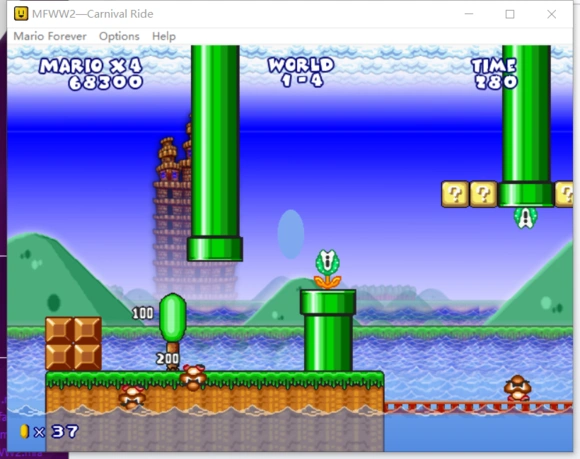 MFWW2—Carnival Ride
Mario Forever Options Help
MARIO X 4
68300
WORLD
1-4
TIME
280
? ? ?
100
200
× 37